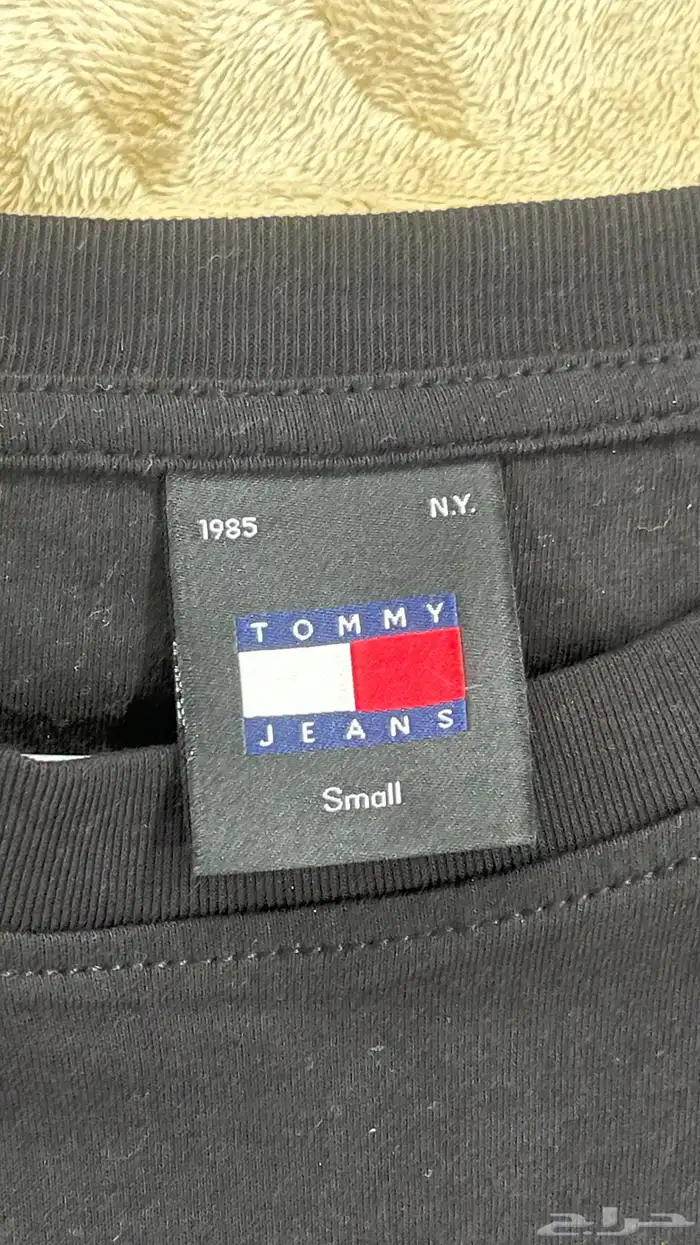 1985 N.Y.
TOMMY
JEANS
Small
حراج